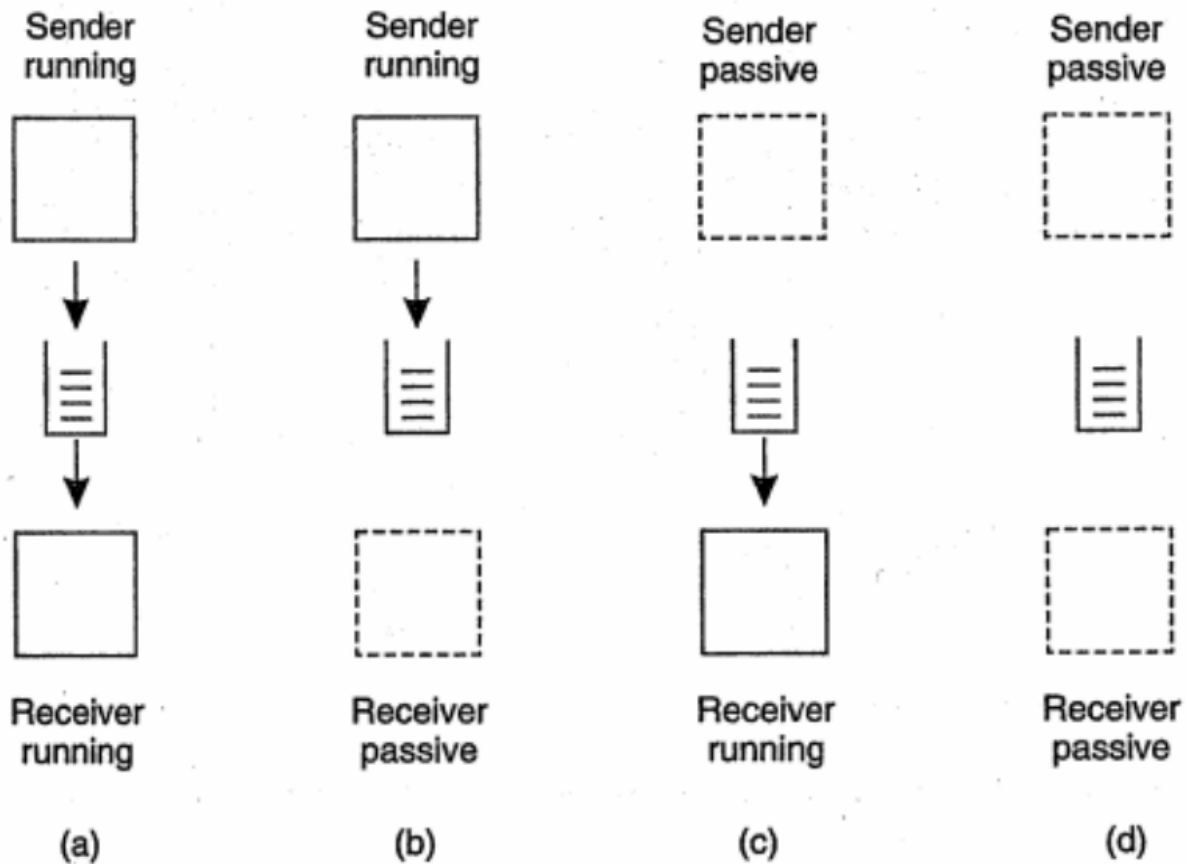 Sender
running
Sender
running
Sender
passive
Sender
passive
Receiver
running
Receiver
passive
Receiver
running
Receiver
passive
(a)
(b)
(c)
(d)